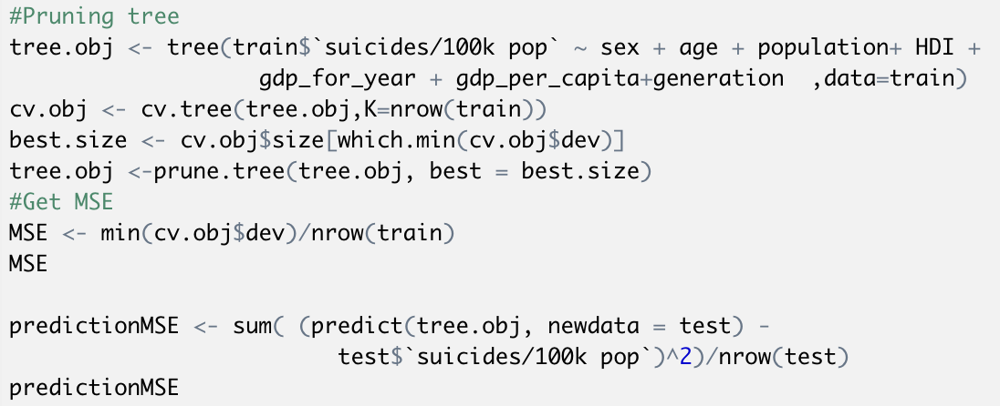 #Pruning tree
tree.obj <- tree(train$`suicides/100k pop` ~ sex + age + population+ HDI +
gdp_for_year + gdp_per_capita+generation  ,data=train)
cv.obj <- cv.tree(tree.obj,K=nrow(train))
best.size <- cv.obj$size[which.min(cv.obj$dev)]
tree.obj <-prune.tree(tree.obj, best = best.size)
#Get MSE
MSE <- min(cv.obj$dev)/nrow(train)
MSE
predictionMSE <- sum( (predict(tree.obj, newdata = test) -
test$`suicides/100k pop`)^2)/nrow(test)
predictionMSE